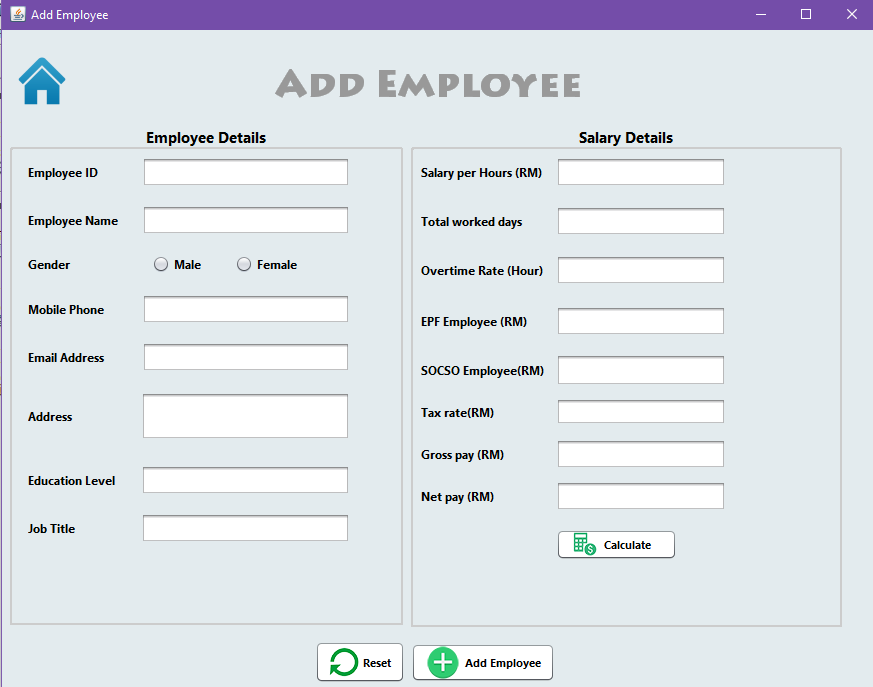 Add Employee
ADD EMPLOYEE
Employee Details
Employee ID
Employee Name
Gender
Male
Female
Mobile Phone
Email Address
Address
Education Level
Job Title
Salary Details
Salary per Hours (RM)
Total worked days
Overtime Rate (Hour)
EPF Employee (RM)
SOCSO Employee(RM)
Tax rate(RM)
Gross pay (RM)
Net pay (RM)
Calculate
Reset
Add Employee